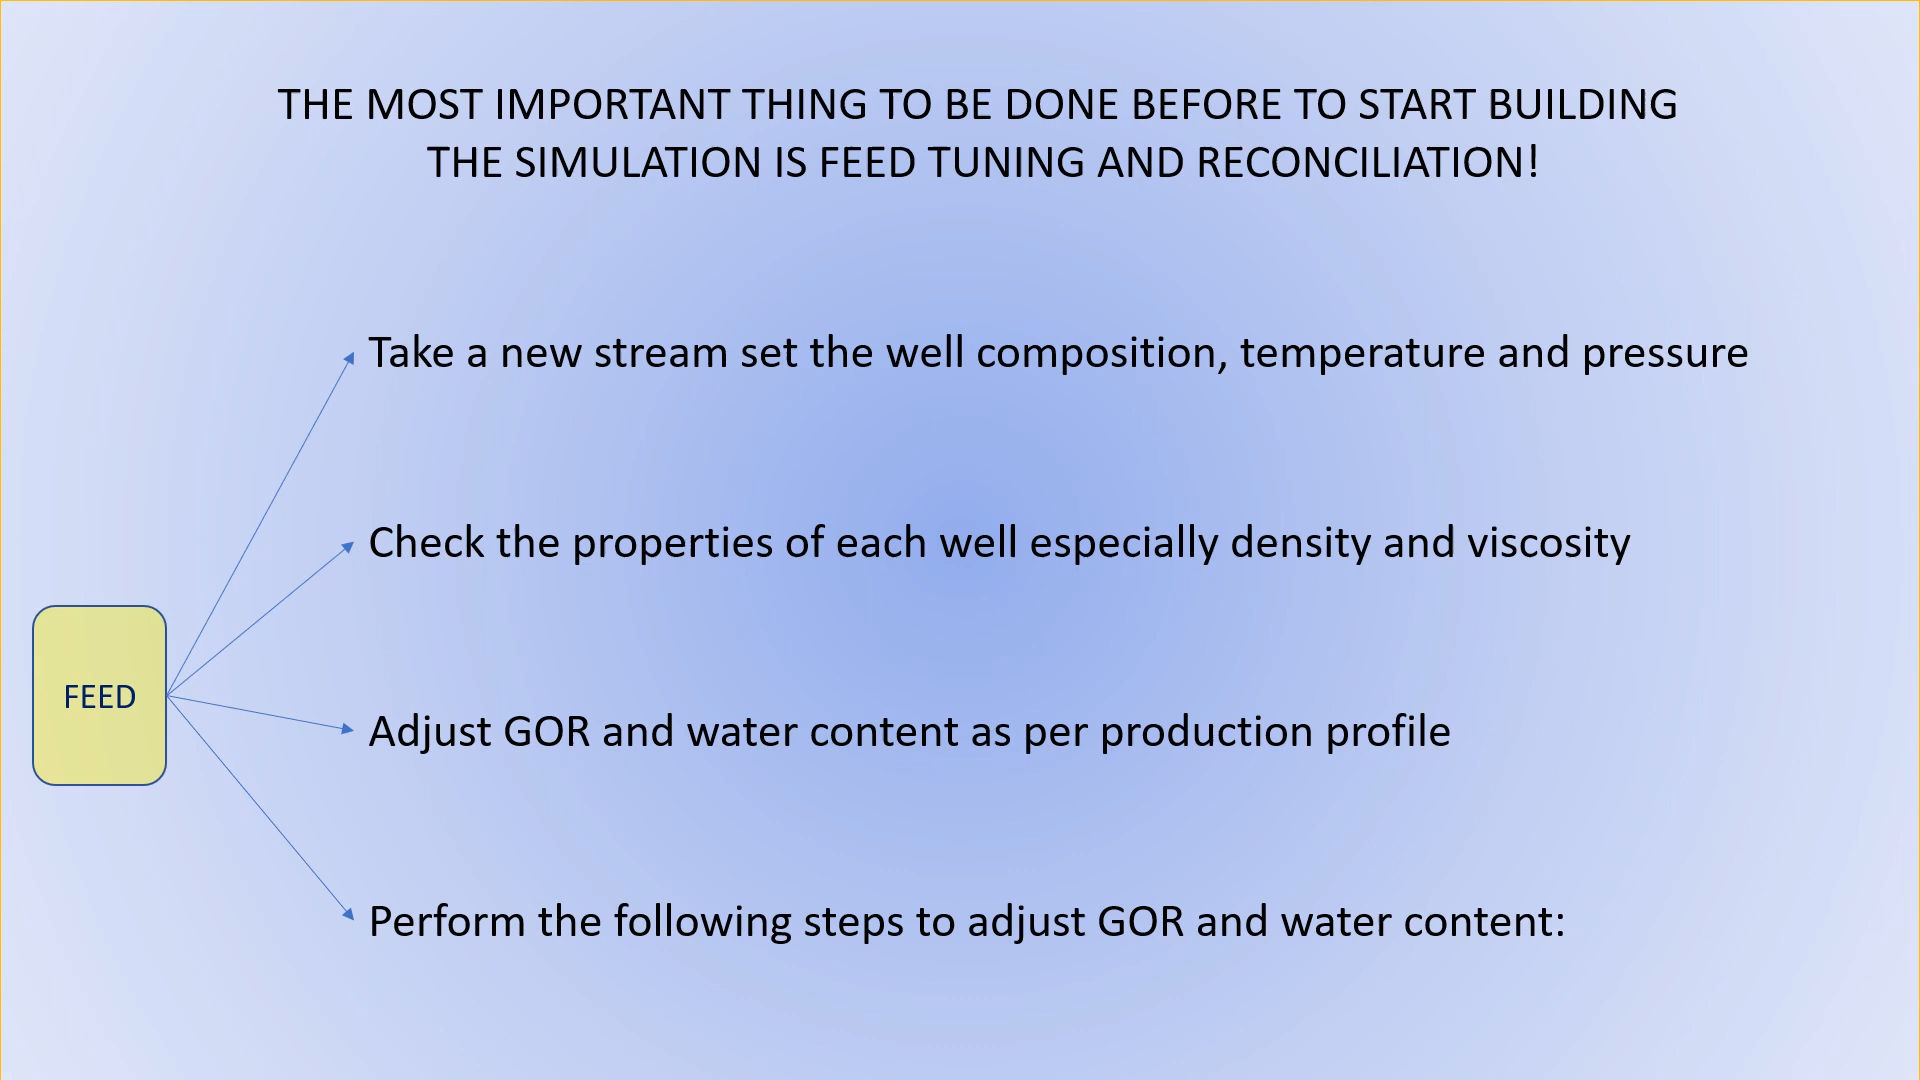 THE MOST IMPORTANT THING TO BE DONE BEFORE TO START BUILDING
THE SIMULATION IS FEED TUNING AND RECONCILIATION!
Take a new stream set the well composition, temperature and pressure
Check the properties of each well especially density and viscosity
FEED
Adjust GOR and water content as per production profile
Perform the following steps to adjust GOR and water content: